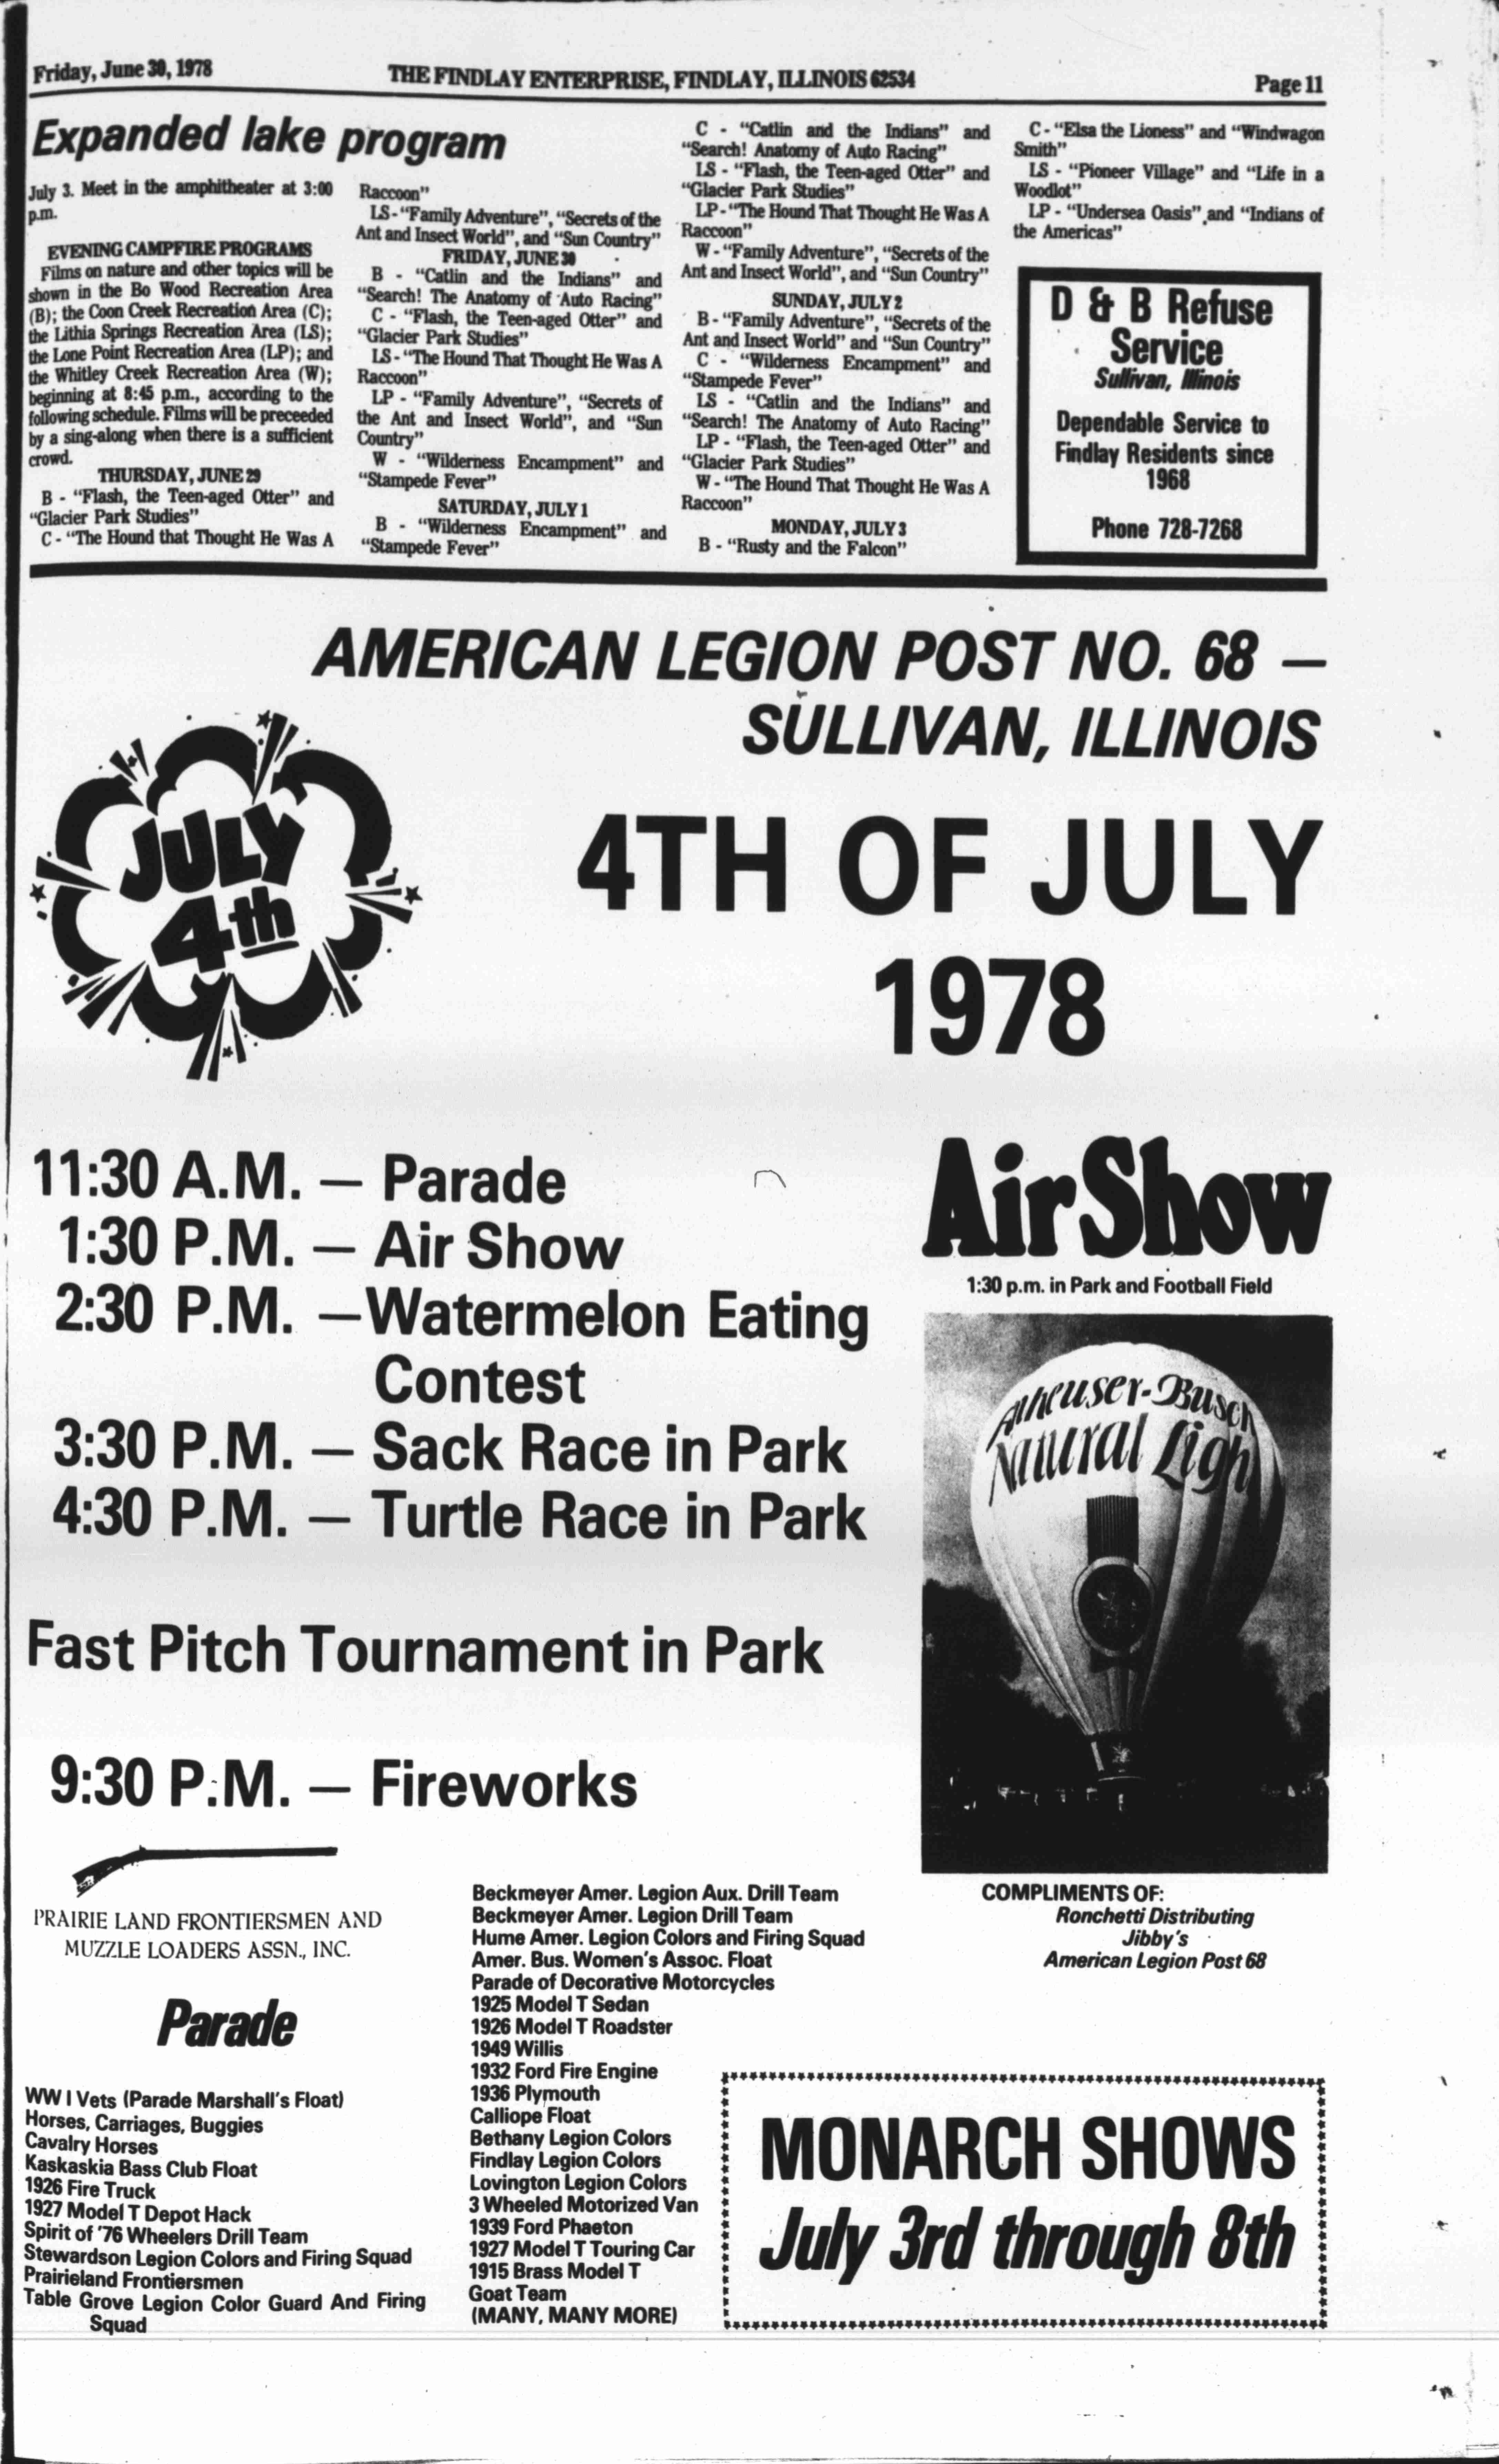 Friday, June 30, 1978
THE FINDLAY ENTERPRISE, FINDLAY, ILLINOIS 62534
Page 11
Expanded lake program
July 3. Meet in the amphitheater at 3:00
p.m.
EVENING CAMPFIRE PROGRAMS
Films on nature and other topics will be
shown in the Bo Wood Recreation Area
(B); the Coon Creek Recreation Area (C);
the Lithia Springs Recreation Area (LS);
the Lone Point Recreation Area (LP); and
the Whitley Creek Recreation Area (W);
beginning at 8:45 p.m., according to the
following schedule. Films will be preceeded
by a sing-along when there is a sufficient
crowd.
THURSDAY, JUNE 29
B - "Flash, the Teen-aged Otter" and
"Glacier Park Studies"
C - "The Hound that Thought He Was A
Raccoon"
LS - "Family Adventure", "Secrets of the
Ant and Insect World", and "Sun Country"
FRIDAY, JUNE 30
B - "Catlin and the Indians" and
"Search! The Anatomy of Auto Racing"
C - "Flash, the Teen-aged Otter" and
"Glacier Park Studies"
LS - "The Hound That Thought He Was A
Raccoon"
LP - "Family Adventure", "Secrets of
the Ant and Insect World", and "Sun
Country"
W - "Wilderness Encampment" and
"Stampede Fever"
SATURDAY, JULY 1
B - "Wilderness Encampment" and
"Stampede Fever"
C - "Catlin and the Indians" and
"Search! Anatomy of Auto Racing"
LS - "Flash, the Teen-aged Otter" and
"Glacier Park Studies"
LP - "The Hound That Thought He Was A
Raccoon"
W - "Family Adventure", "Secrets of the
Ant and Insect World", and "Sun Country"
SUNDAY, JULY 2
B - "Family Adventure", "Secrets of the
Ant and Insect World" and "Sun Country"
C - "Wilderness Encampment" and
"Stampede Fever"
LS - "Catlin and the Indians" and
"Search! The Anatomy of Auto Racing"
LP - "Flash, the Teen-aged Otter" and
"Glacier Park Studies"
W - "The Hound That Thought He Was A
Raccoon"
MONDAY, JULY 3
B - "Rusty and the Falcon"
C - "Elsa the Lioness" and "Windwagon
Smith"
LS - "Pioneer Village" and "Life in a
Woodlot"
LP - "Undersea Oasis" and "Indians of
the Americas"
D & B Refuse
Service
Sullivan, Illinois
Dependable Service to
Findlay Residents since
1968
Phone 728-7268
AMERICAN LEGION POST NO. 68 —
SULLIVAN, ILLINOIS
JULY
4th
4TH OF JULY
1978
11:30 A.M. — Parade
1:30 P.M. — Air Show
2:30 P.M. — Watermelon Eating
Contest
3:30 P.M. — Sack Race in Park
4:30 P.M. — Turtle Race in Park
Fast Pitch Tournament in Park
9:30 P.M. — Fireworks
Air Show
1:30 p.m. in Park and Football Field
Anheuser-Busch
Natural Ligh
COMPLIMENTS OF:
Ronchetti Distributing
Jibby's
American Legion Post 68
PRAIRIE LAND FRONTIERSMEN AND
MUZZLE LOADERS ASSN., INC.
Parade
WW I Vets (Parade Marshall's Float)
Horses, Carriages, Buggies
Cavalry Horses
Kaskaskia Bass Club Float
1926 Fire Truck
1927 Model T Depot Hack
Spirit of '76 Wheelers Drill Team
Stewardson Legion Colors and Firing Squad
Prairieland Frontiersmen
Table Grove Legion Color Guard And Firing
Squad
Beckmeyer Amer. Legion Aux. Drill Team
Beckmeyer Amer. Legion Drill Team
Hume Amer. Legion Colors and Firing Squad
Amer. Bus. Women's Assoc. Float
Parade of Decorative Motorcycles
1925 Model T Sedan
1926 Model T Roadster
1949 Willis
1932 Ford Fire Engine
1936 Plymouth
Calliope Float
Bethany Legion Colors
Findlay Legion Colors
Lovington Legion Colors
3 Wheeled Motorized Van
1939 Ford Phaeton
1927 Model T Touring Car
1915 Brass Model T
Goat Team
(MANY, MANY MORE)
MONARCH SHOWS
July 3rd through 8th